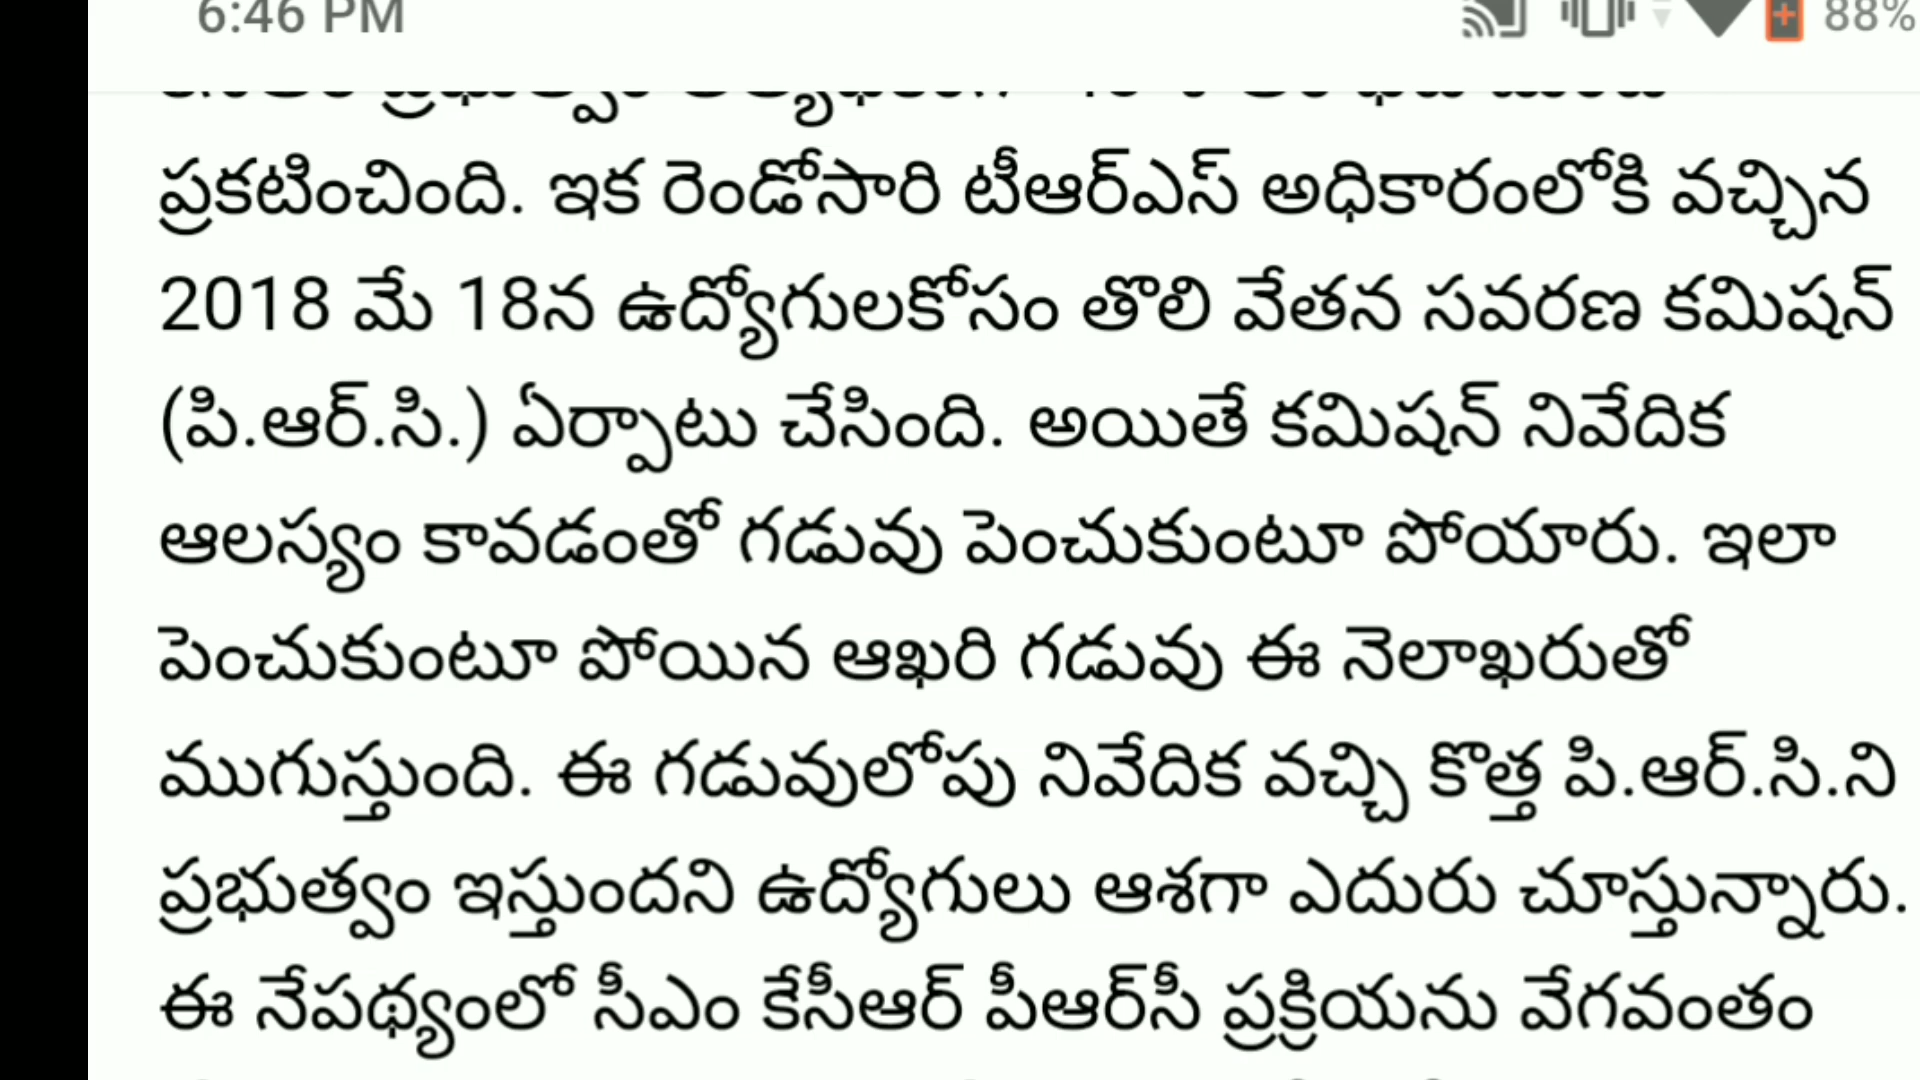 6:46 PM
88%
ప్రకటించింది. ఇక రెండోసారి టీఆర్ఎస్ అధికారంలోకి వచ్చిన
2018 మే 18న ఉద్యోగులకోసం తొలి వేతన సవరణ కమిషన్
(పి.ఆర్.సి.) ఏర్పాటు చేసింది. అయితే కమిషన్ నివేదిక
ఆలస్యం కావడంతో గడువు పెంచుకుంటూ పోయారు. ఇలా
పెంచుకుంటూ పోయిన ఆఖరి గడువు ఈ నెలాఖరుతో
ముగుస్తుంది. ఈ గడువులోపు నివేదిక వచ్చి కొత్త పి.ఆర్.సి.ని
ప్రభుత్వం ఇస్తుందని ఉద్యోగులు ఆశగా ఎదురు చూస్తున్నారు.
ఈ నేపథ్యంలో సీఎం కేసీఆర్ పీఆర్‌సీ ప్రక్రియను వేగవంతం